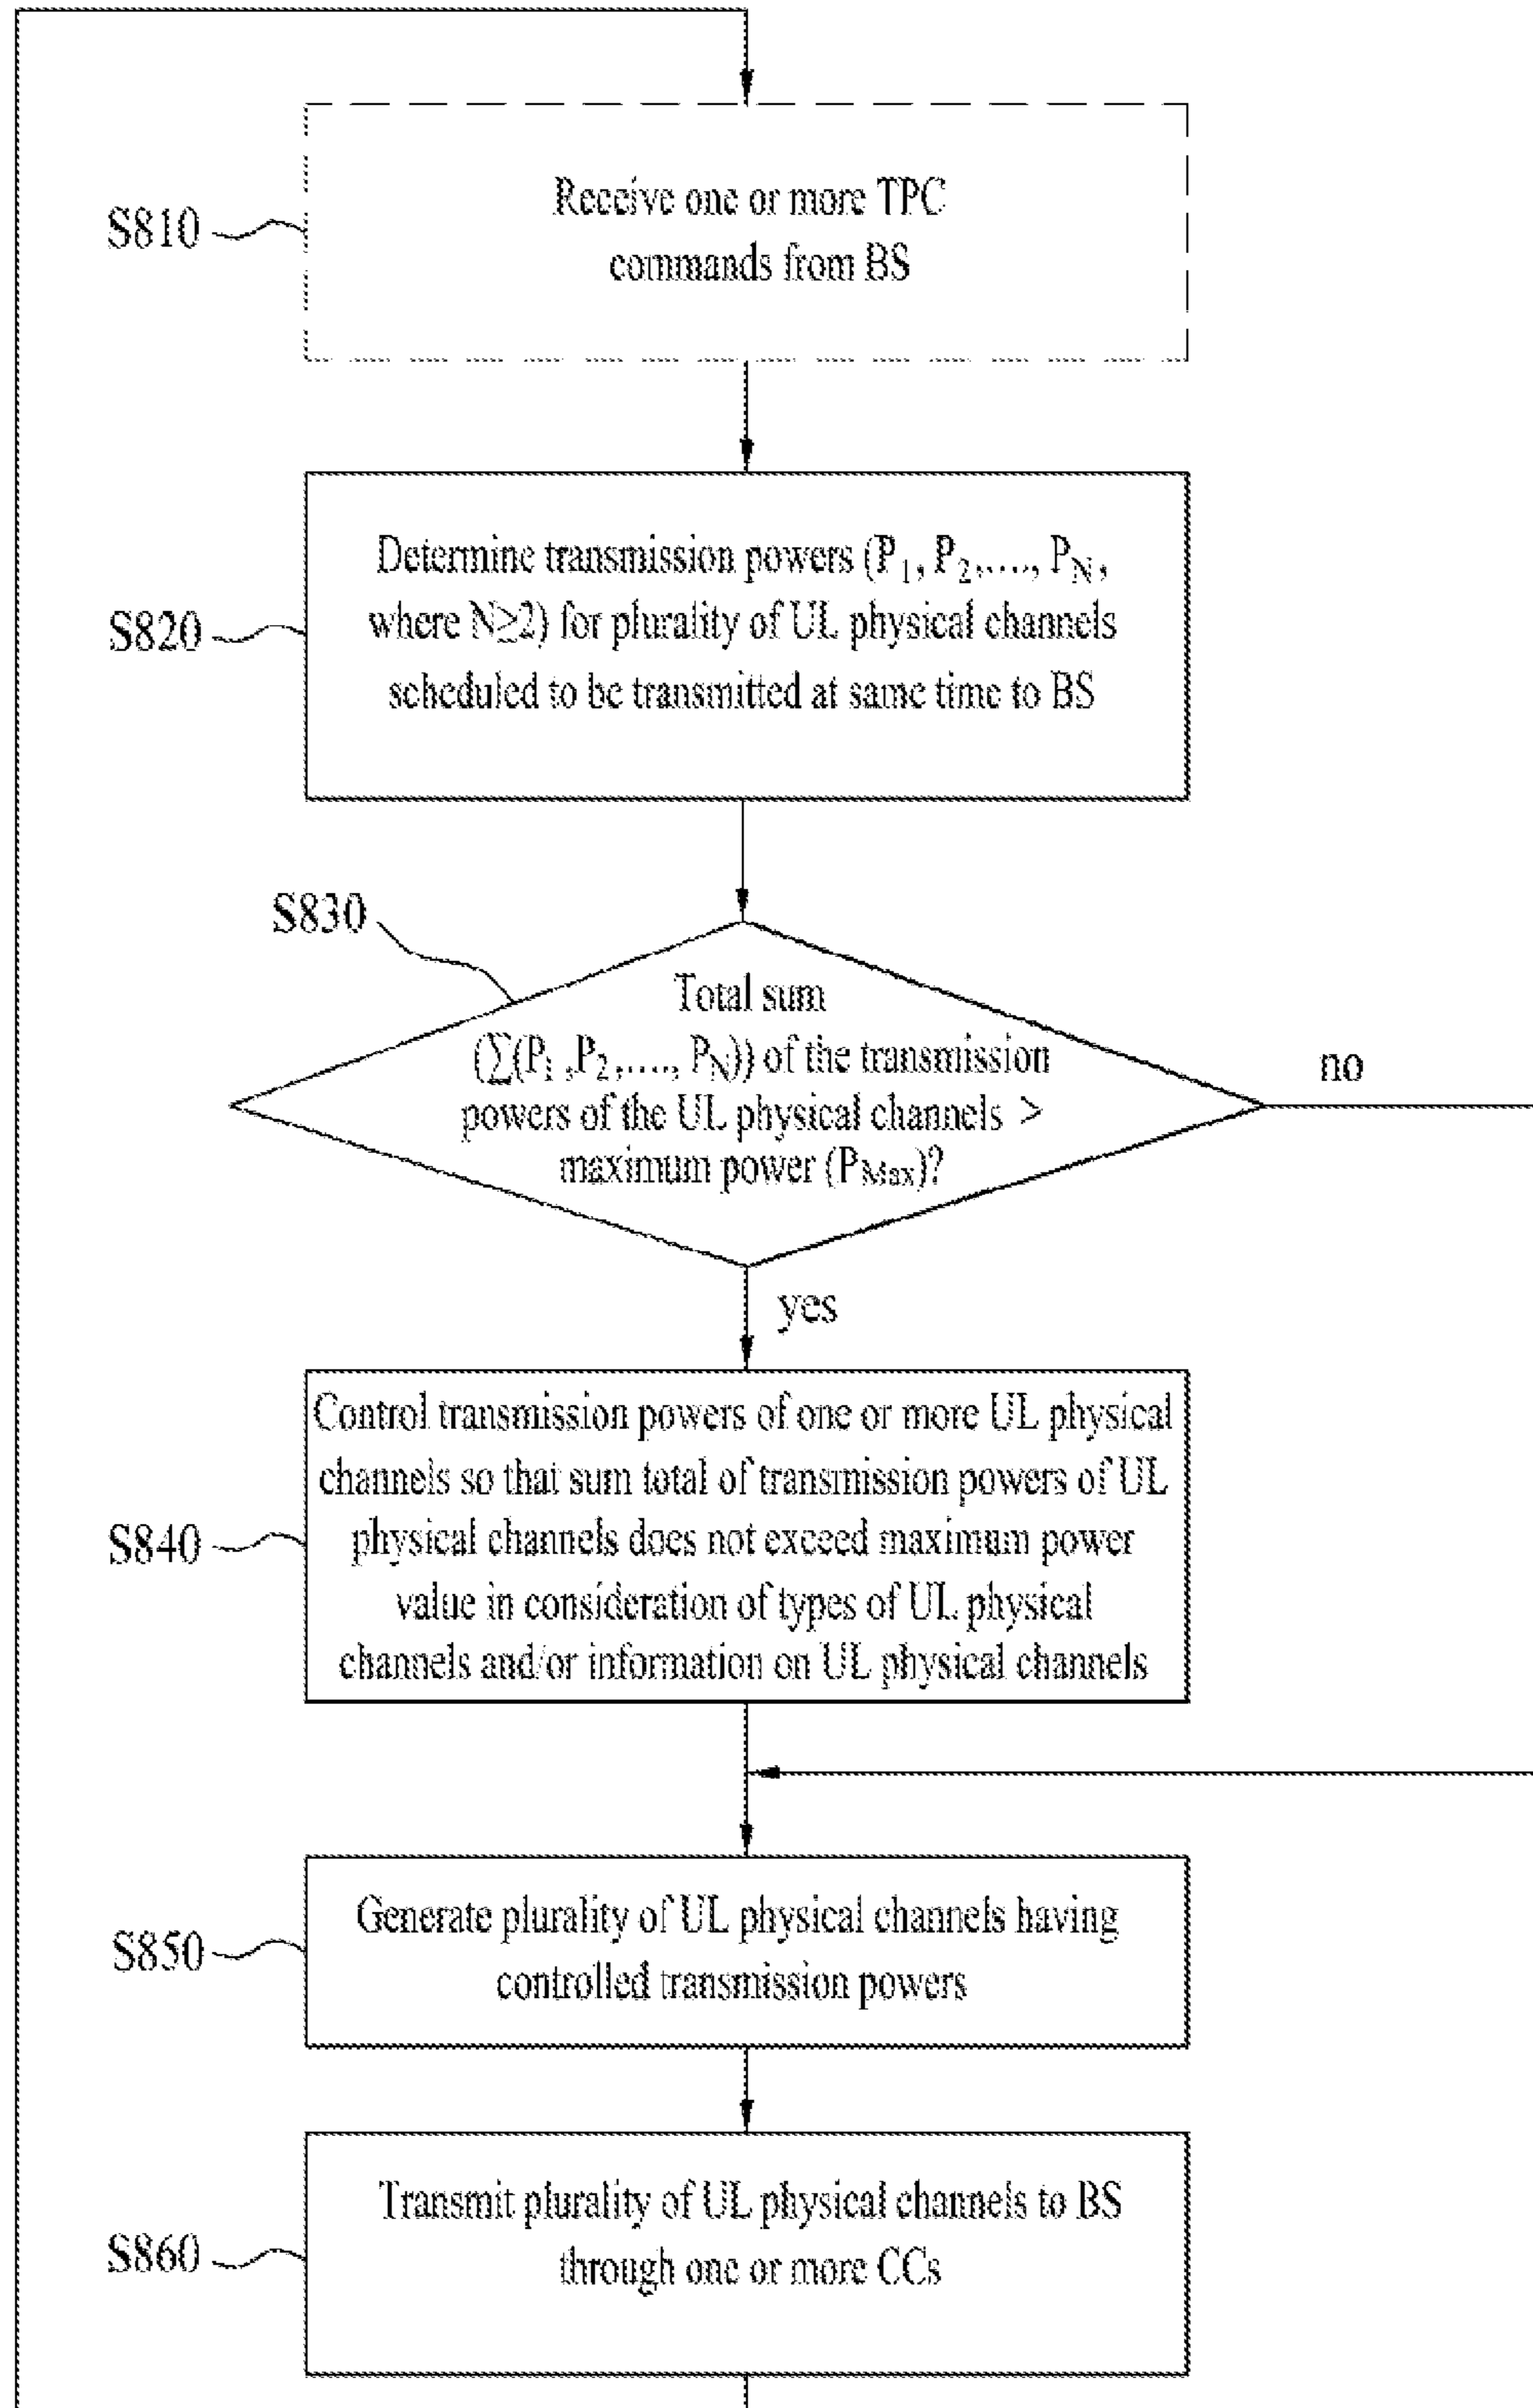 S810
Receive one or more TPC
commands from BS
S820
Determine transmission powers (P1, P2,...., PN,
where N≥2) for plurality of UL physical channels
scheduled to be transmitted at same time to BS
S830
Total sum
(∑(P1 ,P2,...., PN)) of the transmission
powers of the UL physical channels >
maximum power (PMax)?
no
yes
S840
Control transmission powers of one or more UL physical
channels so that sum total of transmission powers of UL
physical channels does not exceed maximum power
value in consideration of types of UL physical
channels and/or information on UL physical channels
S850
Generate plurality of UL physical channels having
controlled transmission powers
S860
Transmit plurality of UL physical channels to BS
through one or more CCs